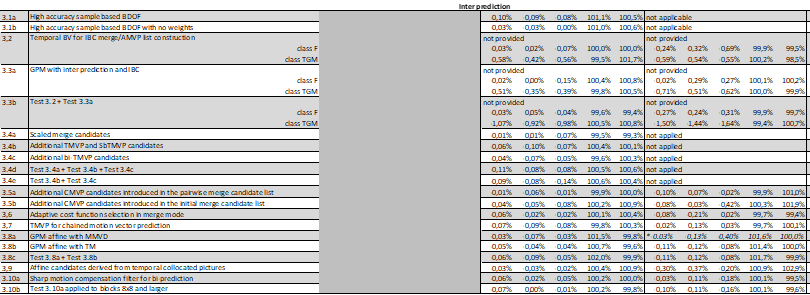 Inter prediction
3.1a High accuracy sample based BDOF 0,10% -0,09% -0,08% 101,1% 100,5% not applicable
3.1b High accuracy sample based BDOF with no weights 0,03% -0,03% 0,00% 101,0% 100,6% not applicable
3,2 Temporal BV for IBC merge/AMVP list construction not provided not provided
class F 0,03% 0,02% -0,07% 100,0% 100,0% -0,24% 0,32% -0,69% 99,9% 99,5%
class TGM -0,58% -0,42% -0,56% 99,5% 101,7% -0,59% -0,54% -0,55% 100,2% 98,5%
3.3a GPM with inter prediction and IBC not provided not provided
class F -0,02% 0,00% -0,15% 100,4% 100,8% -0,02% 0,29% 0,27% 100,1% 100,2%
class TGM -0,51% -0,35% -0,39% 99,8% 100,5% -0,71% -0,51% -0,62% 100,0% 99,9%
3.3b Test 3.2 + Test 3.3a not provided not provided
class F -0,03% 0,05% -0,04% 99,6% 99,4% -0,27% 0,24% -0,31% 99,9% 99,7%
class TGM -1,07% -0,92% -0,98% 100,5% 100,8% -1,50% -1,44% -1,64% 99,4% 100,7%
3.4a Scaled merge candidates 0,01% 0,01% -0,07% 99,5% 99,3% not applied
3.4b Additional TMVP and SbTMVP candidates -0,06% -0,10% -0,07% 100,4% 100,1% not applied
3.4c Additional bi-TMVP candidates -0,04% -0,07% -0,05% 99,6% 100,3% not applied
3.4d Test 3.4a + Test 3.4b + Test 3.4c -0,11% -0,08% -0,08% 100,5% 100,4% not applied
3.4e Test 3.4b + Test 3.4c -0,09% -0,08% -0,14% 100,6% 100,4% not applied
3.5a Additional CMVP candidates introduced in the pairwise merge candidate list -0,01% -0,06% -0,01% 99,9% 100,0% -0,10% 0,07% -0,02% 99,9% 101,0%
3.5b Additional CMVP candidates introduced in the initial merge candidate list -0,04% -0,05% -0,08% 100,2% 100,9% -0,08% 0,03% -0,42% 100,3% 101,9%
3,6 Adaptive cost function selection in merge mode -0,06% -0,02% -0,02% 100,1% 100,4% -0,08% -0,21% -0,02% 99,7% 99,4%
3,7 TMVP for chained motion vector prediction -0,07% -0,09% -0,08% 99,8% 100,2% -0,02% -0,13% 0,03% 99,7% 100,1%
3.8a GPM-affine with MMVD -0,03% -0,07% -0,03% 101,5% 99,8% * -0.03% -0,13% 0,40% 101,6% 100,0%
3.8b GPM-affine with TM -0,05% -0,04% -0,04% 100,7% 99,6% -0,11% -0,12% -0,08% 101,4% 100,0%
3.8c Test 3.8a + Test 3.8b -0,06% -0,09% -0,05% 102,0% 99,9% -0,11% -0,12% -0,08% 101,7% 99,9%
3,9 Affine candidates derived from temporal collocated pictures -0,03% -0,03% -0,02% 100,4% 100,9% -0,30% -0,37% -0,20% 100,9% 102,9%
3.10a Sharp motion compensation filter for bi-prediction -0,06% -0,02% -0,02% 100,2% 99,9% -0,03% 0,11% -0,18% 100,1% 99,5%
3.10b Test 3.10a applied to blocks 8x8 and larger -0,07% 0,00% -0,01% 100,2% 99,8% -0,10% 0,11% -0,16% 100,1% 99,6%